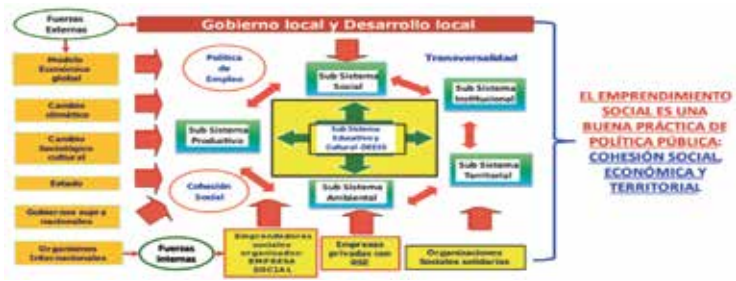 Fuerzas
Externas
Gobierno local y Desarrollo local
Modelo
Económico
global
Cambio
climático
Cambio
tecnológico
cultural
Estado
Gobiernos supra
nacionales
Organismos
Internacionales
Política
de
Empleo
Sub Sistema
Social
Transversalidad
Sub Sistema
Institucional
Sub Sistema
Productivo
Sub Sistema
Educativo y
Cultural
Cohesión
Social
Sub Sistema
Ambiental
Sub Sistema
Territorial
Fuerzas
Internas
Emprendedores
sociales
organizados:
EMPRESA
SOCIAL
Empresas
privadas con
RSE
Organizaciones
Sociales solidarias
EL EMPRENDIMIENTO
SOCIAL ES UNA
BUENA PRÁCTICA DE
POLÍTICA PÚBLICA:
COHESIÓN SOCIAL,
ECONÓMICA Y
TERRITORIAL